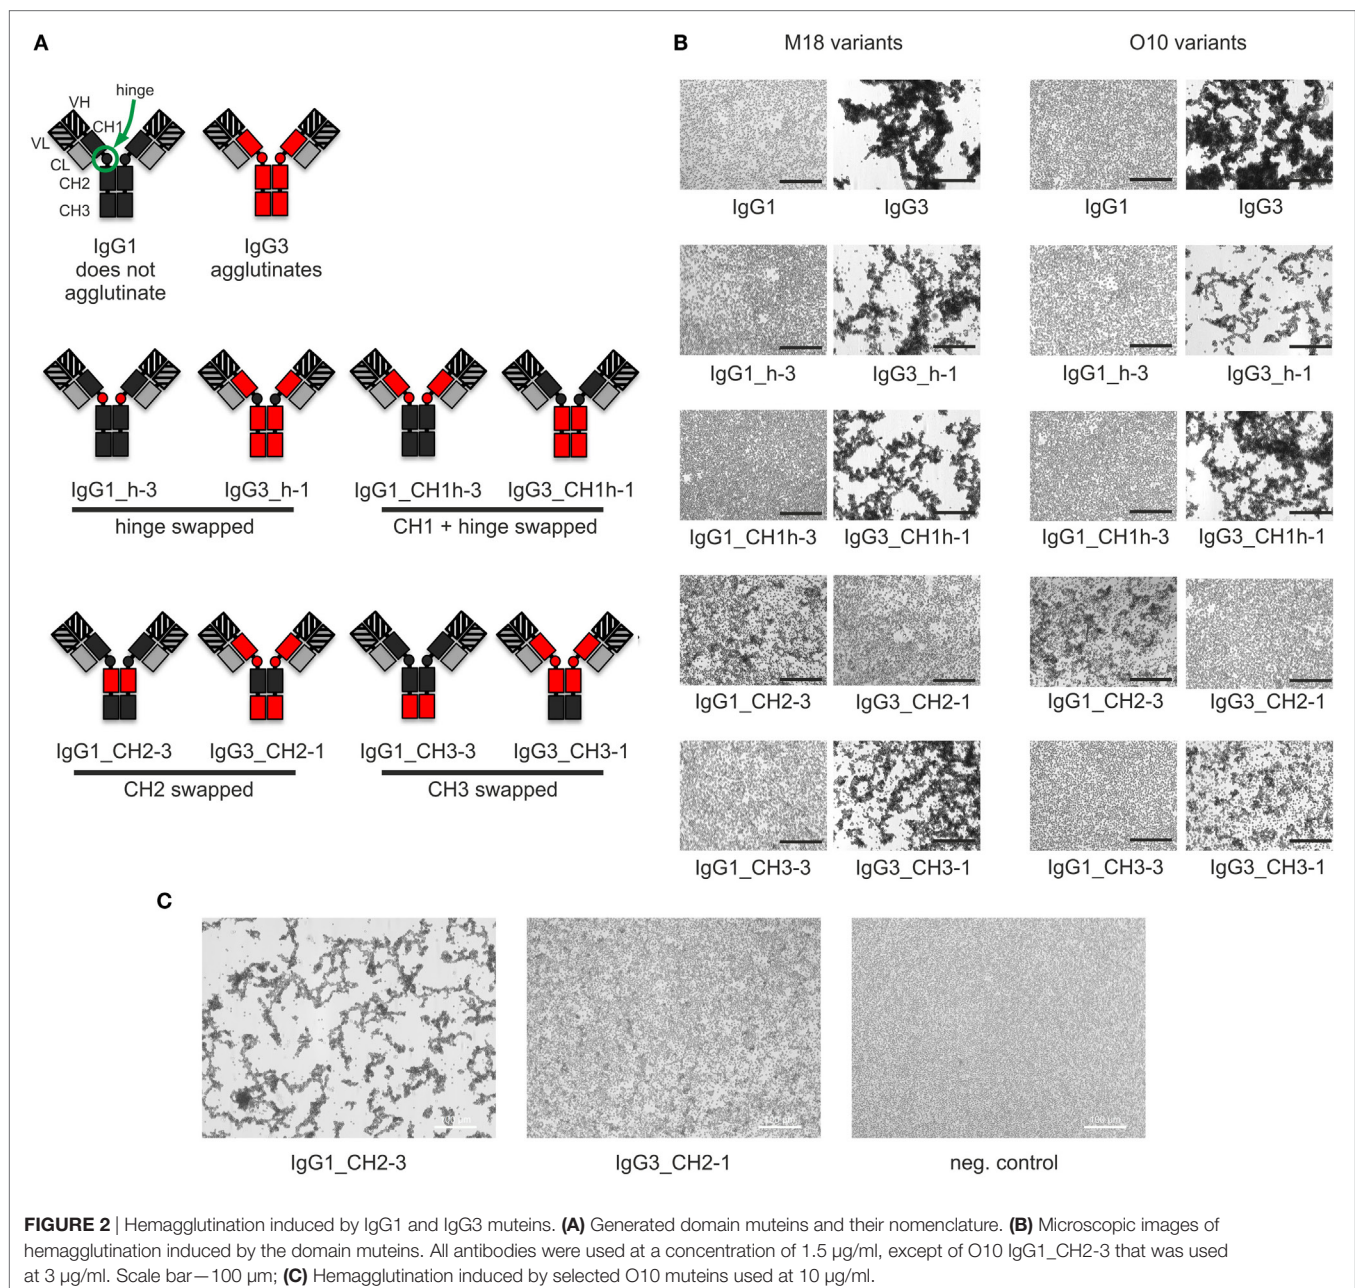 A
hinge
VH
CH1
VL
CL
CH2
CH3
IgG1
does not
agglutinate
IgG3
agglutinates
IgG1_h-3
IgG3_h-1
IgG1_CH1h-3
IgG3_CH1h-1
hinge swapped
CH1 + hinge swapped
IgG1_CH2-3
IgG3_CH2-1
IgG1_CH3-3
IgG3_CH3-1
CH2 swapped
CH3 swapped
B
M18 variants
O10 variants
IgG1
IgG3
IgG1
IgG3
IgG1_h-3
IgG3_h-1
IgG1_h-3
IgG3_h-1
IgG1_CH1h-3
IgG3_CH1h-1
IgG1_CH1h-3
IgG3_CH1h-1
IgG1_CH2-3
IgG3_CH2-1
IgG1_CH2-3
IgG3_CH2-1
IgG1_CH3-3
IgG3_CH3-1
IgG1_CH3-3
IgG3_CH3-1
C
100 µm
IgG1_CH2-3
IgG3_CH2-1
neg. control
FIGURE 2 | Hemagglutination induced by IgG1 and IgG3 muteins. (A) Generated domain muteins and their nomenclature. (B) Microscopic images of
hemagglutination induced by the domain muteins. All antibodies were used at a concentration of 1.5 µg/ml, except of O10 IgG1_CH2-3 that was used
at 3 µg/ml. Scale bar—100 µm; (C) Hemagglutination induced by selected O10 muteins used at 10 µg/ml.